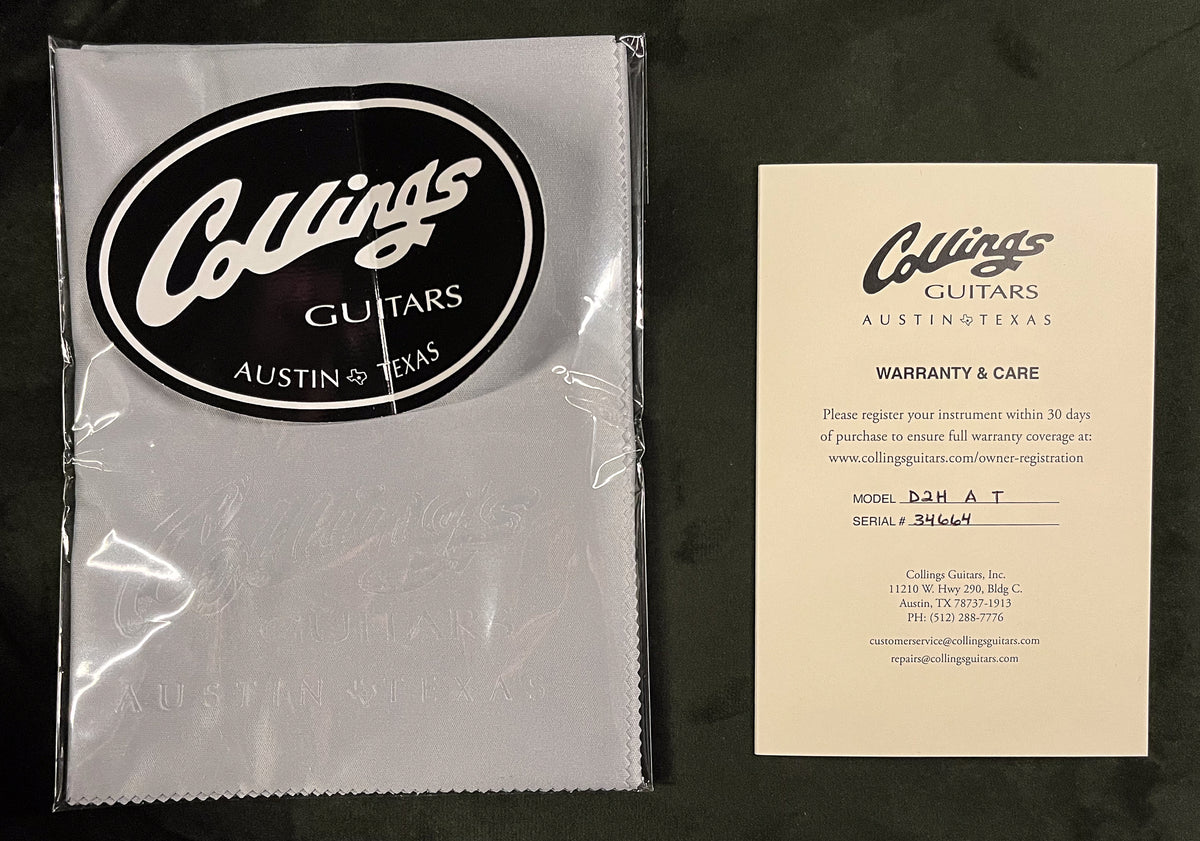 Collings
GUITARS
AUSTIN TEXAS
Collings
GUITARS
AUSTIN TEXAS
Collings
GUITARS
AUSTIN TEXAS
WARRANTY & CARE
Please register your instrument within 30 days
of purchase to ensure full warranty coverage at:
www.collingsguitars.com/owner-registration
MODEL D2H A T
SERIAL # 34664
Collings Guitars, Inc.
11210 W. Hwy 290, Bldg C.
Austin, TX 78737-1913
PH: (512) 288-7776
customerservice@collingsguitars.com
repairs@collingsguitars.com